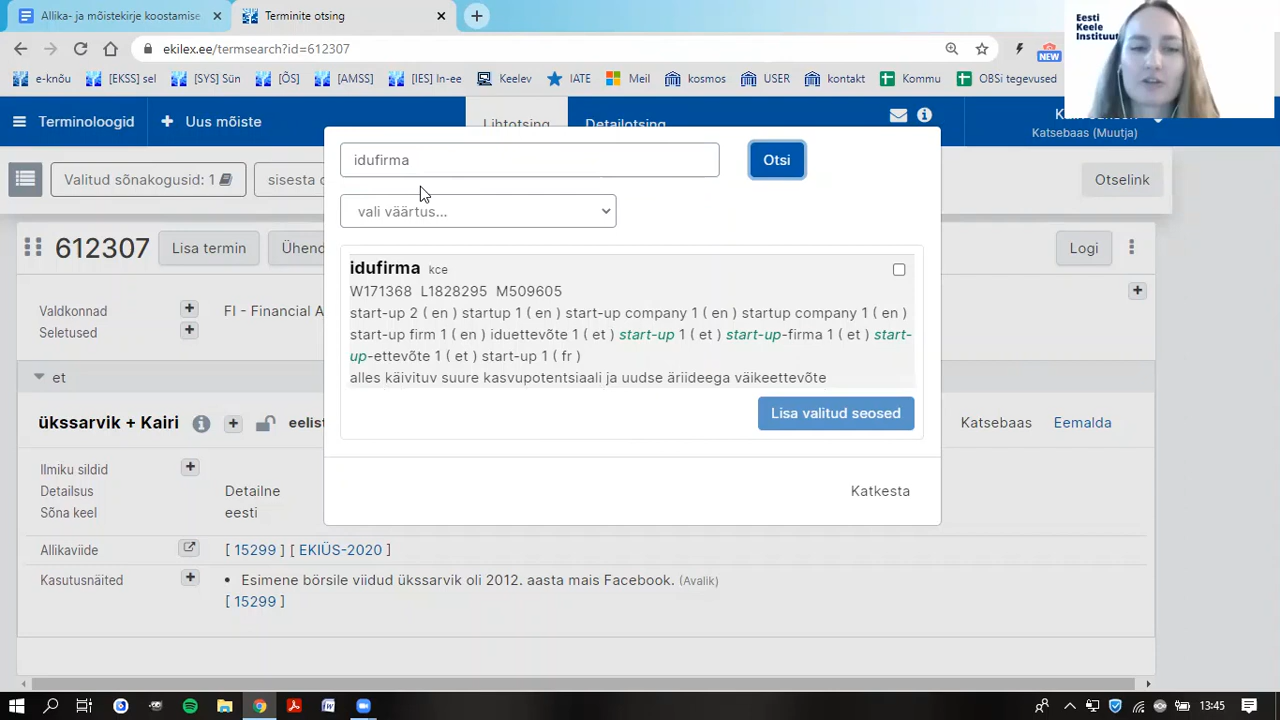 Allika- ja mõistekirje koostamise
Terminite otsing
ekilex.ee/termsearch?id=612307
NEW
e-knõu
[EKSS] sel
[SYS] Sün
[ÕS]
[AMSS]
[IES] In-ee
Keelev
IATE
Meil
kosmos
USER
kontakt
Kommu
OBSi tegevused
Eesti
Keele
Instituut
Terminoloogid
Uus mõiste
Lihtotsing
Detailotsing
Katsebaas (Muutja)
Valitud sõnakogusid: 1
sisesta o
Otselink
idufirma
Otsi
vali väärtus...
612307
Lisa termin
Ühend
Logi
Valdkonnad
FI - Financial A
Seletused
idufirma kce
W171368 L1828295 M509605
start-up 2 ( en ) startup 1 ( en ) start-up company 1 ( en ) startup company 1 ( en )
start-up firm 1 ( en ) iduettevõte 1 ( et ) start-up 1 ( et ) start-up-firma 1 ( et ) start-
up-ettevõte 1 ( et ) start-up 1 ( fr )
alles käivituv suure kasvupotentsiaali ja uudse äriideega väikeettevõte
Lisa valitud seosed
Katkesta
et
ükssarvik + Kairi
eelist
Katsebaas
Eemalda
Ilmiku sildid
Detailsus
Detailne
Sõna keel
eesti
Allikaviide
[ 15299 ] [ EKIÜS-2020 ]
Kasutusnäited
• Esimene börsile viidud ükssarvik oli 2012. aasta mais Facebook. (Avalik)
[ 15299 ]
13:45